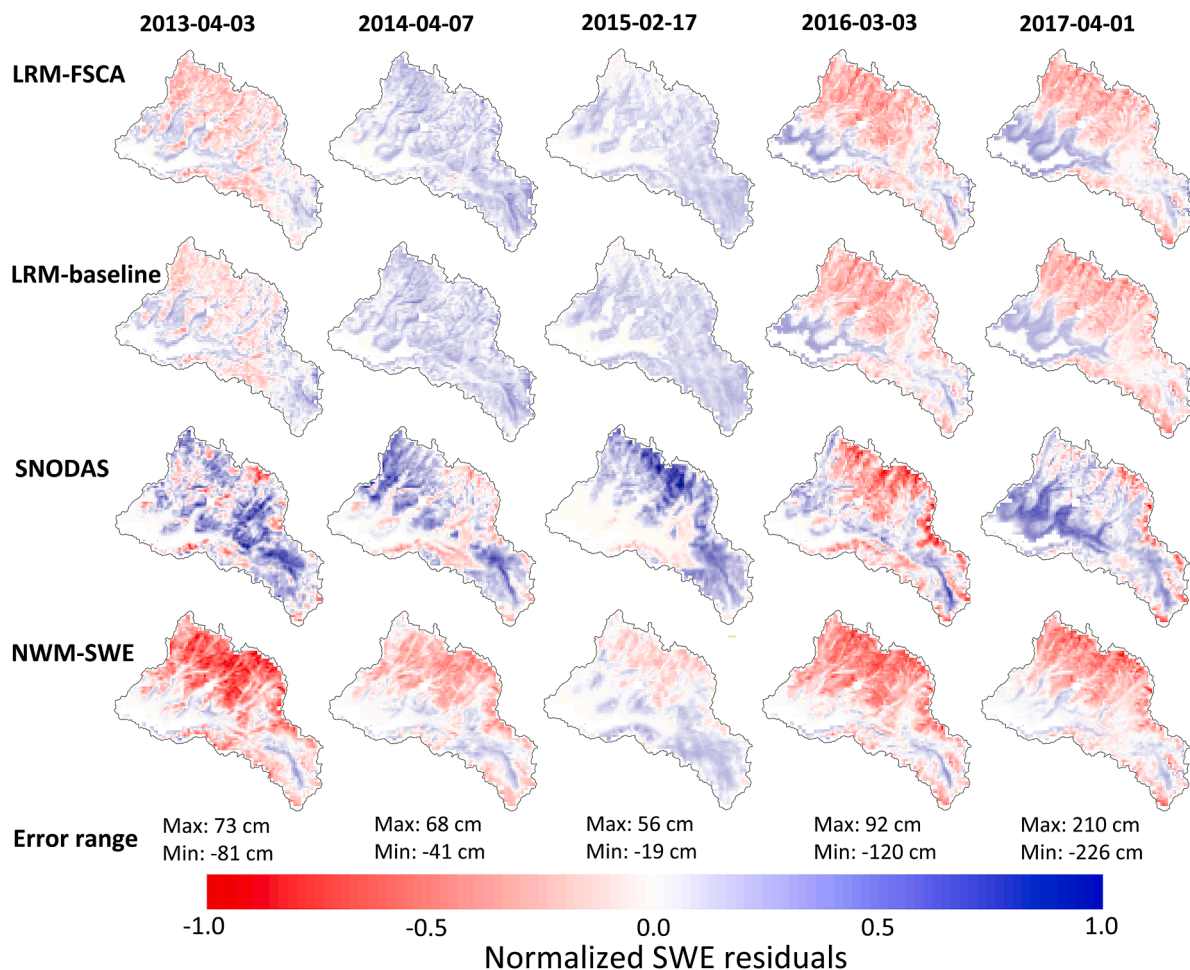 2013-04-03 2014-04-07 2015-02-17 2016-03-03 2017-04-01
LRM-FSCA
LRM-baseline
SNODAS
NWM-SWE
Error range
Max: 73 cm Max: 68 cm Max: 56 cm Max: 92 cm Max: 210 cm
Min: -81 cm Min: -41 cm Min: -19 cm Min: -120 cm Min: -226 cm
-1.0 -0.5 0.0 0.5 1.0
Normalized SWE residuals